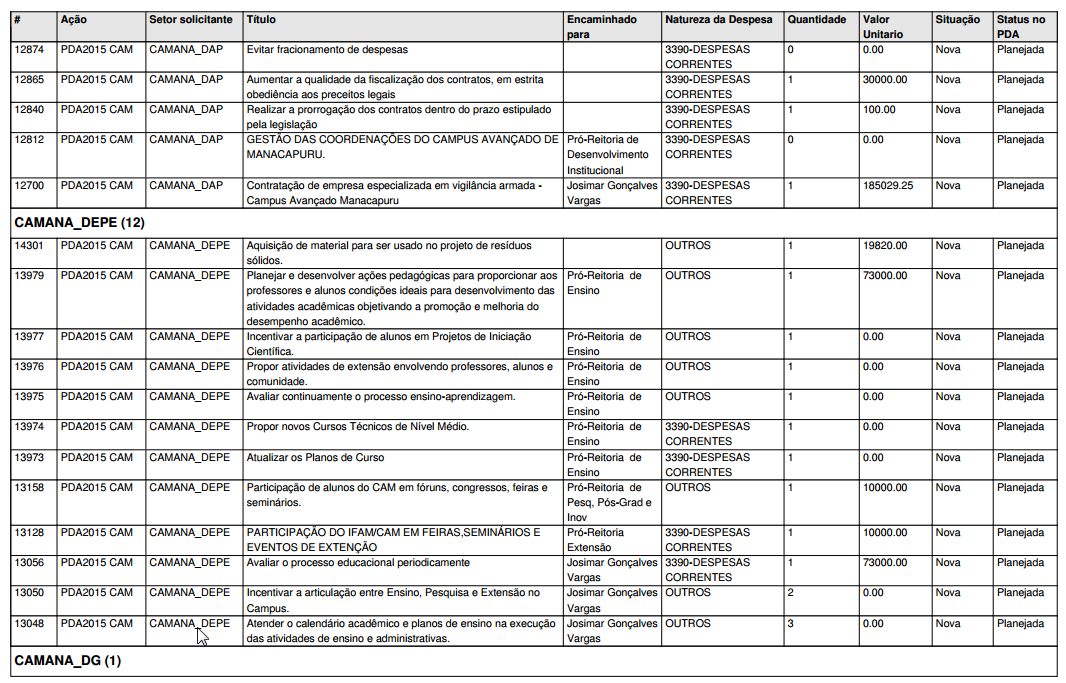 # Ação Setor solicitante Título Encaminhado para Natureza da Despesa Quantidade Valor Unitario Situação Status no PDA
12874 PDA2015 CAM CAMANA_DAP Evitar fracionamento de despesas 3390-DESPESAS CORRENTES 0 0.00 Nova Planejada
12865 PDA2015 CAM CAMANA_DAP Aumentar a qualidade da fiscalização dos contratos, em estrita obediência aos preceitos legais 3390-DESPESAS CORRENTES 1 30000.00 Nova Planejada
12840 PDA2015 CAM CAMANA_DAP Realizar a prorrogação dos contratos dentro do prazo estipulado pela legislação 3390-DESPESAS CORRENTES 1 100.00 Nova Planejada
12812 PDA2015 CAM CAMANA_DAP GESTÃO DAS COORDENAÇÕES DO CAMPUS AVANÇADO DE MANACAPURU. Pró-Reitoria de Desenvolvimento Institucional 3390-DESPESAS CORRENTES 0 0.00 Nova Planejada
12700 PDA2015 CAM CAMANA_DAP Contratação de empresa especializada em vigilância armada - Campus Avançado Manacapuru Josimar Gonçalves Vargas 3390-DESPESAS CORRENTES 1 185029.25 Nova Planejada
CAMANA_DEPE (12)
14301 PDA2015 CAM CAMANA_DEPE Aquisição de material para ser usado no projeto de resíduos sólidos. OUTROS 1 19820.00 Nova Planejada
13979 PDA2015 CAM CAMANA_DEPE Planejar e desenvolver ações pedagógicas para proporcionar aos professores e alunos condições ideais para desenvolvimento das atividades acadêmicas objetivando a promoção e melhoria do desempenho acadêmico. Pró-Reitoria de Ensino OUTROS 1 73000.00 Nova Planejada
13977 PDA2015 CAM CAMANA_DEPE Incentivar a participação de alunos em Projetos de Iniciação Científica. Pró-Reitoria de Ensino OUTROS 1 0.00 Nova Planejada
13976 PDA2015 CAM CAMANA_DEPE Propor atividades de extensão envolvendo professores, alunos e comunidade. Pró-Reitoria de Ensino OUTROS 1 0.00 Nova Planejada
13975 PDA2015 CAM CAMANA_DEPE Avaliar continuamente o processo ensino-aprendizagem. Pró-Reitoria de Ensino OUTROS 1 0.00 Nova Planejada
13974 PDA2015 CAM CAMANA_DEPE Propor novos Cursos Técnicos de Nível Médio. Pró-Reitoria de Ensino 3390-DESPESAS CORRENTES 1 0.00 Nova Planejada
13973 PDA2015 CAM CAMANA_DEPE Atualizar os Planos de Curso Pró-Reitoria de Ensino 3390-DESPESAS CORRENTES 1 0.00 Nova Planejada
13158 PDA2015 CAM CAMANA_DEPE Participação de alunos do CAM em fóruns, congressos, feiras e seminários. Pró-Reitoria de Pesq, Pós-Grad e Inov OUTROS 1 10000.00 Nova Planejada
13128 PDA2015 CAM CAMANA_DEPE PARTICIPAÇÃO DO IFAM/CAM EM FEIRAS,SEMINÁRIOS E EVENTOS DE EXTENÇÃO Pró-Reitoria Extensão 3390-DESPESAS CORRENTES 1 10000.00 Nova Planejada
13056 PDA2015 CAM CAMANA_DEPE Avaliar o processo educacional periodicamente Josimar Gonçalves Vargas 3390-DESPESAS CORRENTES 1 73000.00 Nova Planejada
13050 PDA2015 CAM CAMANA_DEPE Incentivar a articulação entre Ensino, Pesquisa e Extensão no Campus. Josimar Gonçalves Vargas OUTROS 2 0.00 Nova Planejada
13048 PDA2015 CAM CAMANA_DEPE Atender o calendário acadêmico e planos de ensino na execução das atividades de ensino e administrativas. Josimar Gonçalves Vargas OUTROS 3 0.00 Nova Planejada
CAMANA_DG (1)